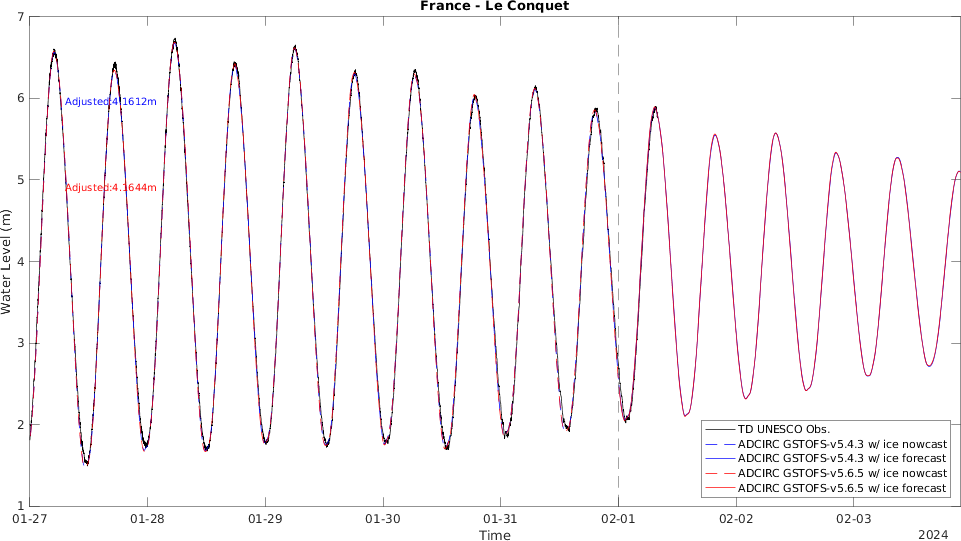 France - Le Conquet
7
6
5
4
3
2
1
Water Level (m)
Adjusted:4.1612m
Adjusted:4.1644m
TD UNESCO Obs.
ADCIRC GSTOFS-v5.4.3 w/ ice nowcast
ADCIRC GSTOFS-v5.4.3 w/ ice forecast
ADCIRC GSTOFS-v5.6.5 w/ ice nowcast
ADCIRC GSTOFS-v5.6.5 w/ ice forecast
01-27 01-28 01-29 01-30 01-31 02-01 02-02 02-03
Time
2024